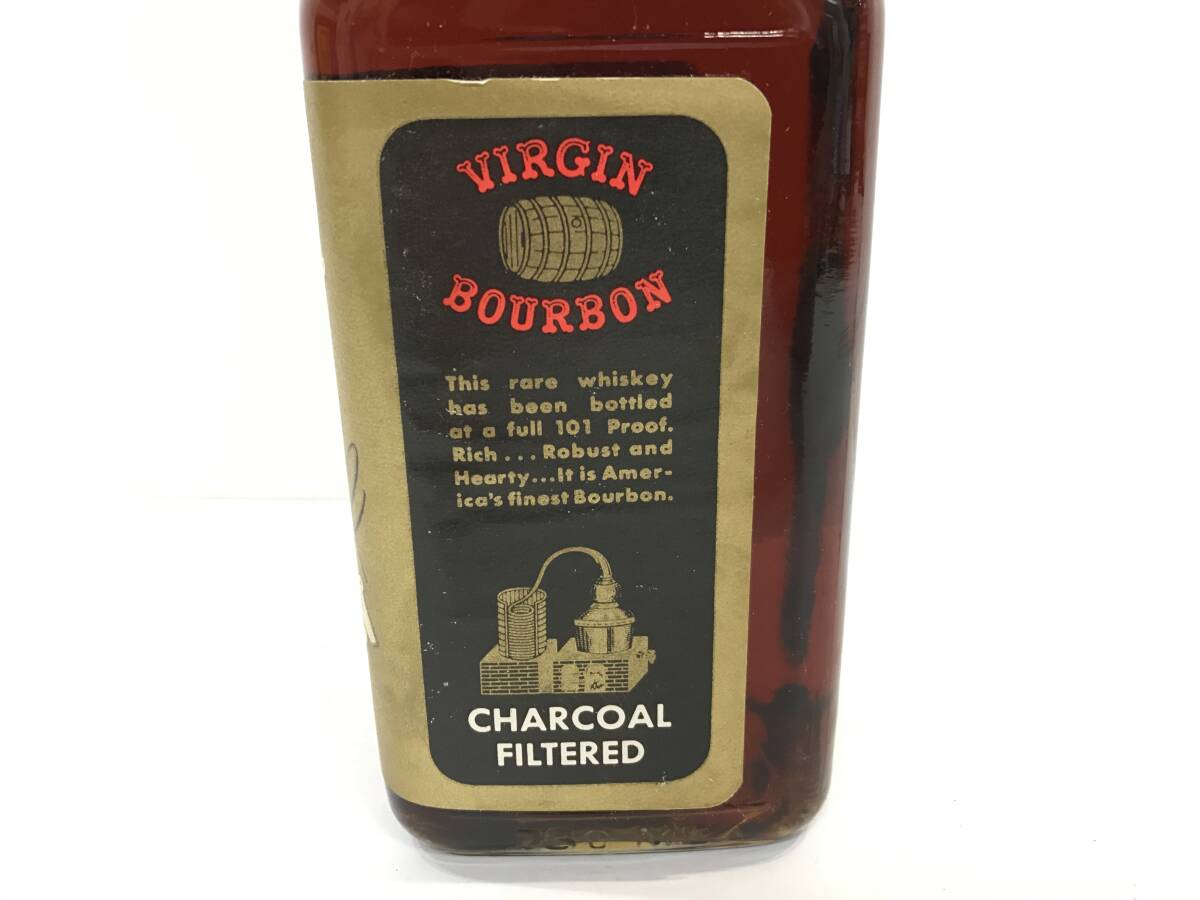 VIRGIN
BOURBON
This rare whiskey
has been bottled
at a full 101 Proof.
Rich... Robust and
Hearty...It is Amer-
ica's finest Bourbon.
CHARCOAL
FILTERED